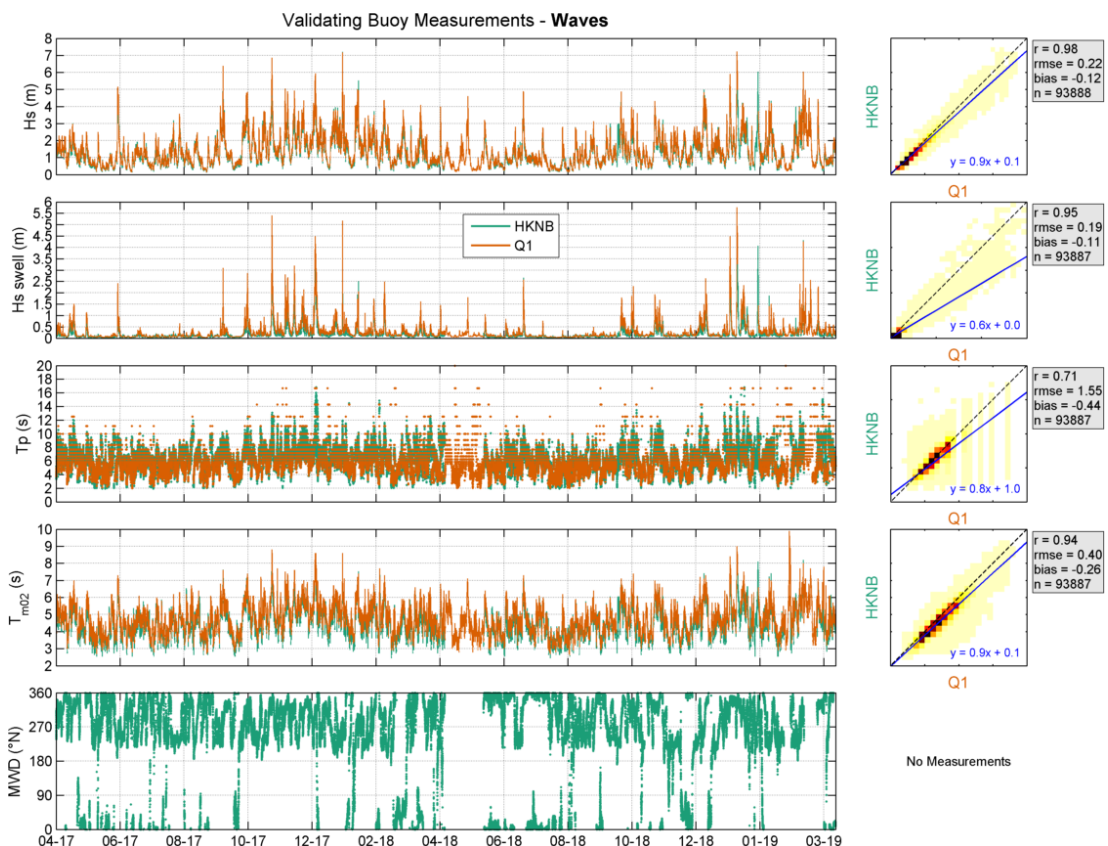 Validating Buoy Measurements - Waves
8
7
6
5
4
3
2
1
0
Hs (m)
HKNB
Q1
y = 0.9x + 0.1
r = 0.98
rmse = 0.22
bias = -0.12
n = 93888
6
5.5
5
4.5
4
3.5
3
2.5
2
1.5
1
0.5
0
Hs swell (m)
HKNB
Q1
HKNB
Q1
y = 0.6x + 0.0
r = 0.95
rmse = 0.19
bias = -0.11
n = 93887
20
18
16
14
12
10
8
6
4
2
0
Tp (s)
HKNB
Q1
y = 0.8x + 1.0
r = 0.71
rmse = 1.55
bias = -0.44
n = 93887
10
9
8
7
6
5
4
3
2
Tm02 (s)
HKNB
Q1
y = 0.9x + 0.1
r = 0.94
rmse = 0.40
bias = -0.26
n = 93887
360
270
180
90
0
MWD (°N)
No Measurements
04-17 06-17 08-17 10-17 12-17 02-18 04-18 06-18 08-18 10-18 12-18 01-19 03-19